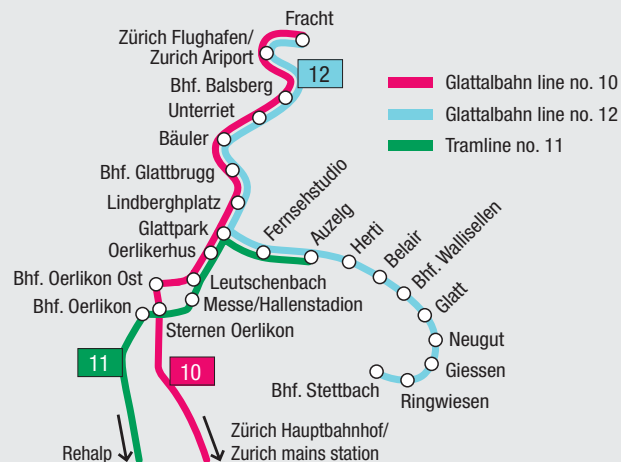 Fracht
Zürich Flughafen/
Zurich Ariport
12
Bhf. Balsberg
Glattalbahn line no. 10
Unterriet
Glattalbahn line no. 12
Bäuler
Tramline no. 11
Bhf. Glattbrugg
Lindberghplatz
Fernsehstudio
Glattpark
Auzelg
Herti
Belair
Bhf. Wallisellen
Oerlikerhus
Glatt
Bhf. Oerlikon Ost
Leutschenbach
Bhf. Oerlikon
Messe/Hallenstadion
Sternen Oerlikon
Neugut
11
10
Giessen
Bhf. Stettbach
Ringwiesen
Rehalp
Zürich Hauptbahnhof/
Zurich mains station